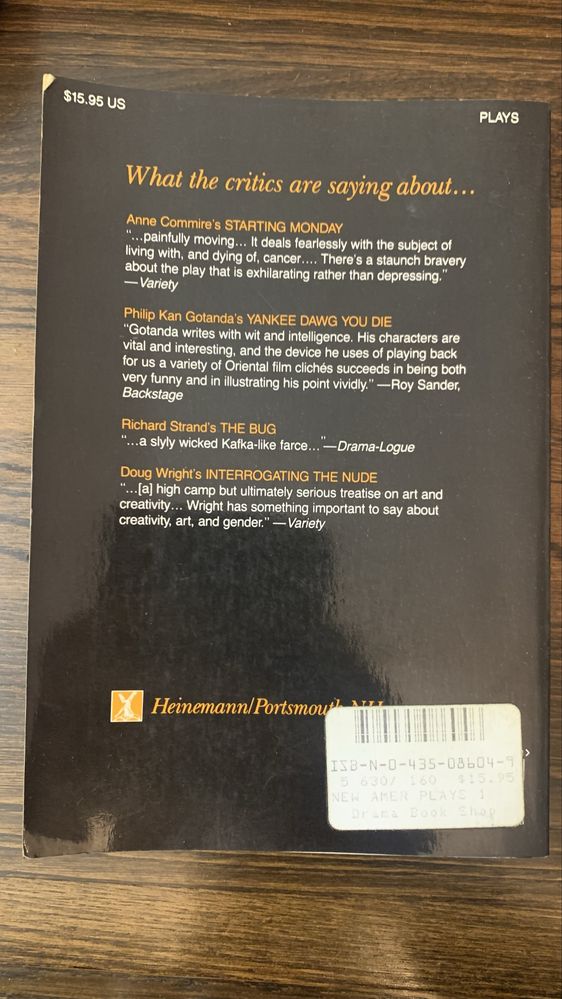 $15.95 US
PLAYS
What the critics are saying about...
Anne Commire's STARTING MONDAY
"...painfully moving... It deals fearlessly with the subject of
living with, and dying of, cancer.... There's a staunch bravery
about the play that is exhilarating rather than depressing."
—Variety
Philip Kan Gotanda's YANKEE DAWG YOU DIE
"Gotanda writes with wit and intelligence. His characters are
vital and interesting, and the device he uses of playing back
for us a variety of Oriental film clichés succeeds in being both
very funny and in illustrating his point vividly." —Roy Sander,
Backstage
Richard Strand's THE BUG
"...a slyly wicked Kafka-like farce..."—Drama-Logue
Doug Wright's INTERROGATING THE NUDE
"...[a] high camp but ultimately serious treatise on art and
creativity... Wright has something important to say about
creativity, art, and gender." —Variety
Heinemann/Portsmouth NH
ISB-N-0-435-08604-9
5 630/ 160 $15.95
NEW AMER PLAYS 1
Drama Book Shop